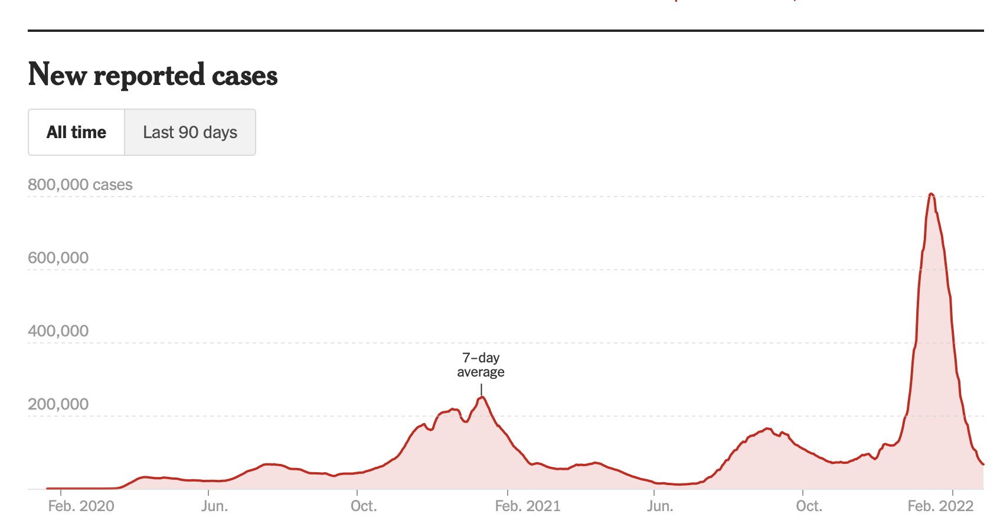 New reported cases
All time
Last 90 days
800,000 cases
600,000
400,000
7–day
average
200,000
Feb. 2020
Jun.
Oct.
Feb. 2021
Jun.
Oct.
Feb. 2022